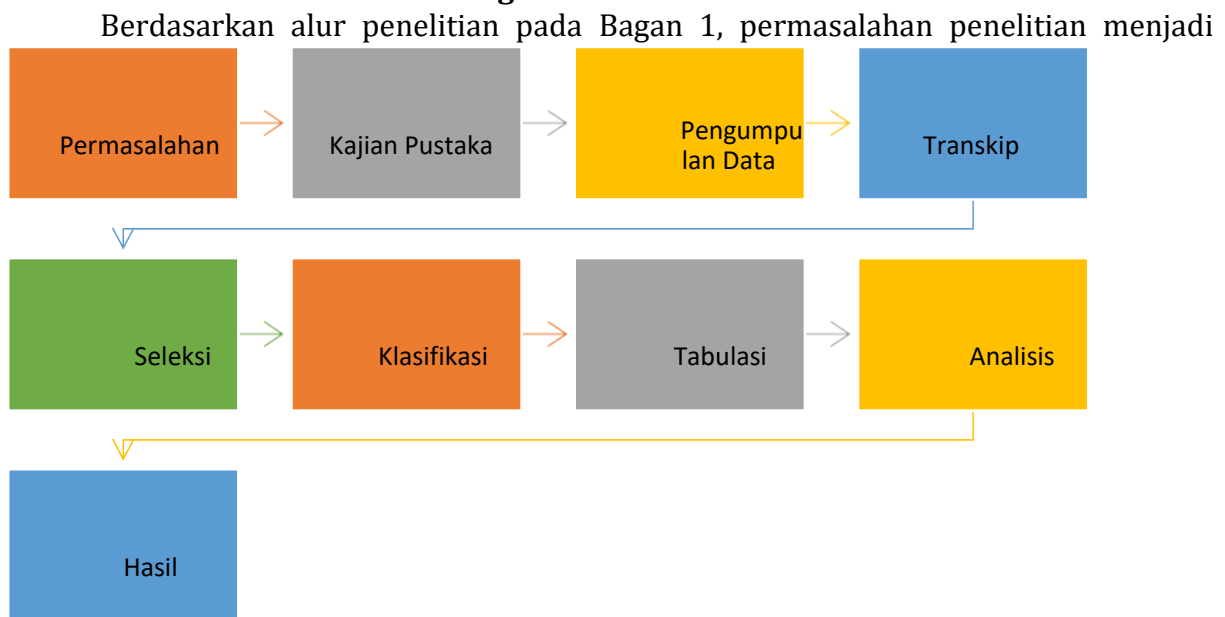 Berdasarkan alur penelitian pada Bagan 1, permasalahan penelitian menjadi
Permasalahan
Kajian Pustaka
Pengumpu
lan Data
Transkip
Seleksi
Klasifikasi
Tabulasi
Analisis
Hasil